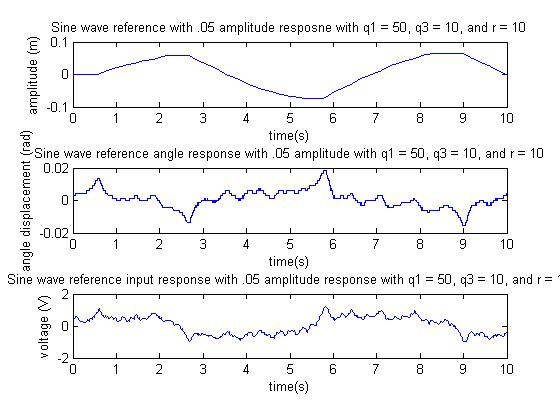 Sine wave reference with .05 amplitude resposne with q1 = 50, q3 = 10, and r = 10
0.1
0
-0.1
amplitude (m)
0 1 2 3 4 5 6 7 8 9 10
time(s)
Sine wave reference angle response with .05 amplitude with q1 = 50, q3 = 10, and r = 10
0.02
0
-0.02
angle displacement (rad)
0 1 2 3 4 5 6 7 8 9 10
time(s)
Sine wave reference input response with .05 amplitude response with q1 = 50, q3 = 10, and r = 1
2
0
-2
voltage (V)
0 1 2 3 4 5 6 7 8 9 10
time(s)